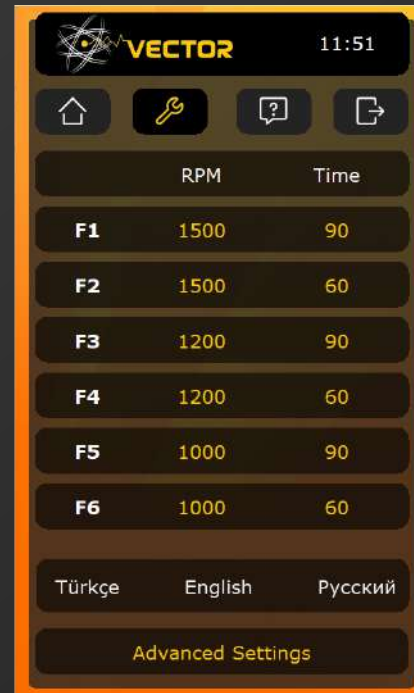 VECTOR 11:51
RPM Time
F1 1500 90
F2 1500 60
F3 1200 90
F4 1200 60
F5 1000 90
F6 1000 60
Türkçe English Русский
Advanced Settings